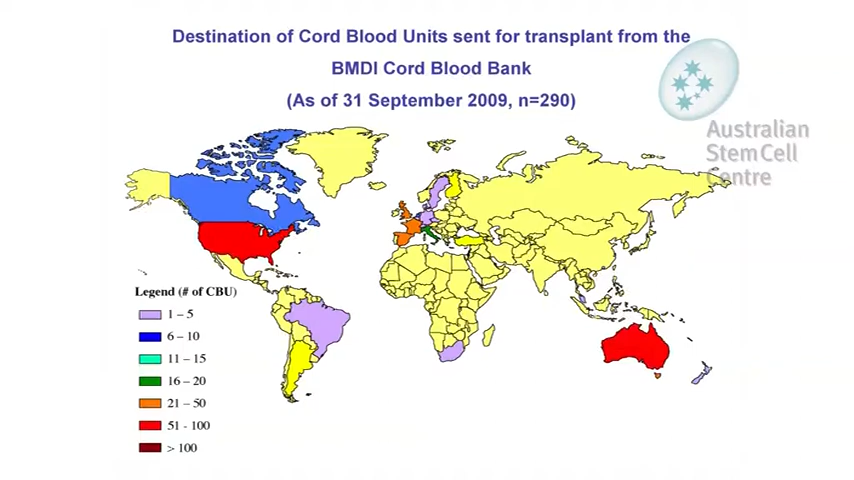 Destination of Cord Blood Units sent for transplant from the
BMDI Cord Blood Bank
(As of 31 September 2009, n=290)
Australian
Stem Cell
Centre
Legend (# of CBU)
1 – 5
6 – 10
11 – 15
16 – 20
21 – 50
51 - 100
> 100